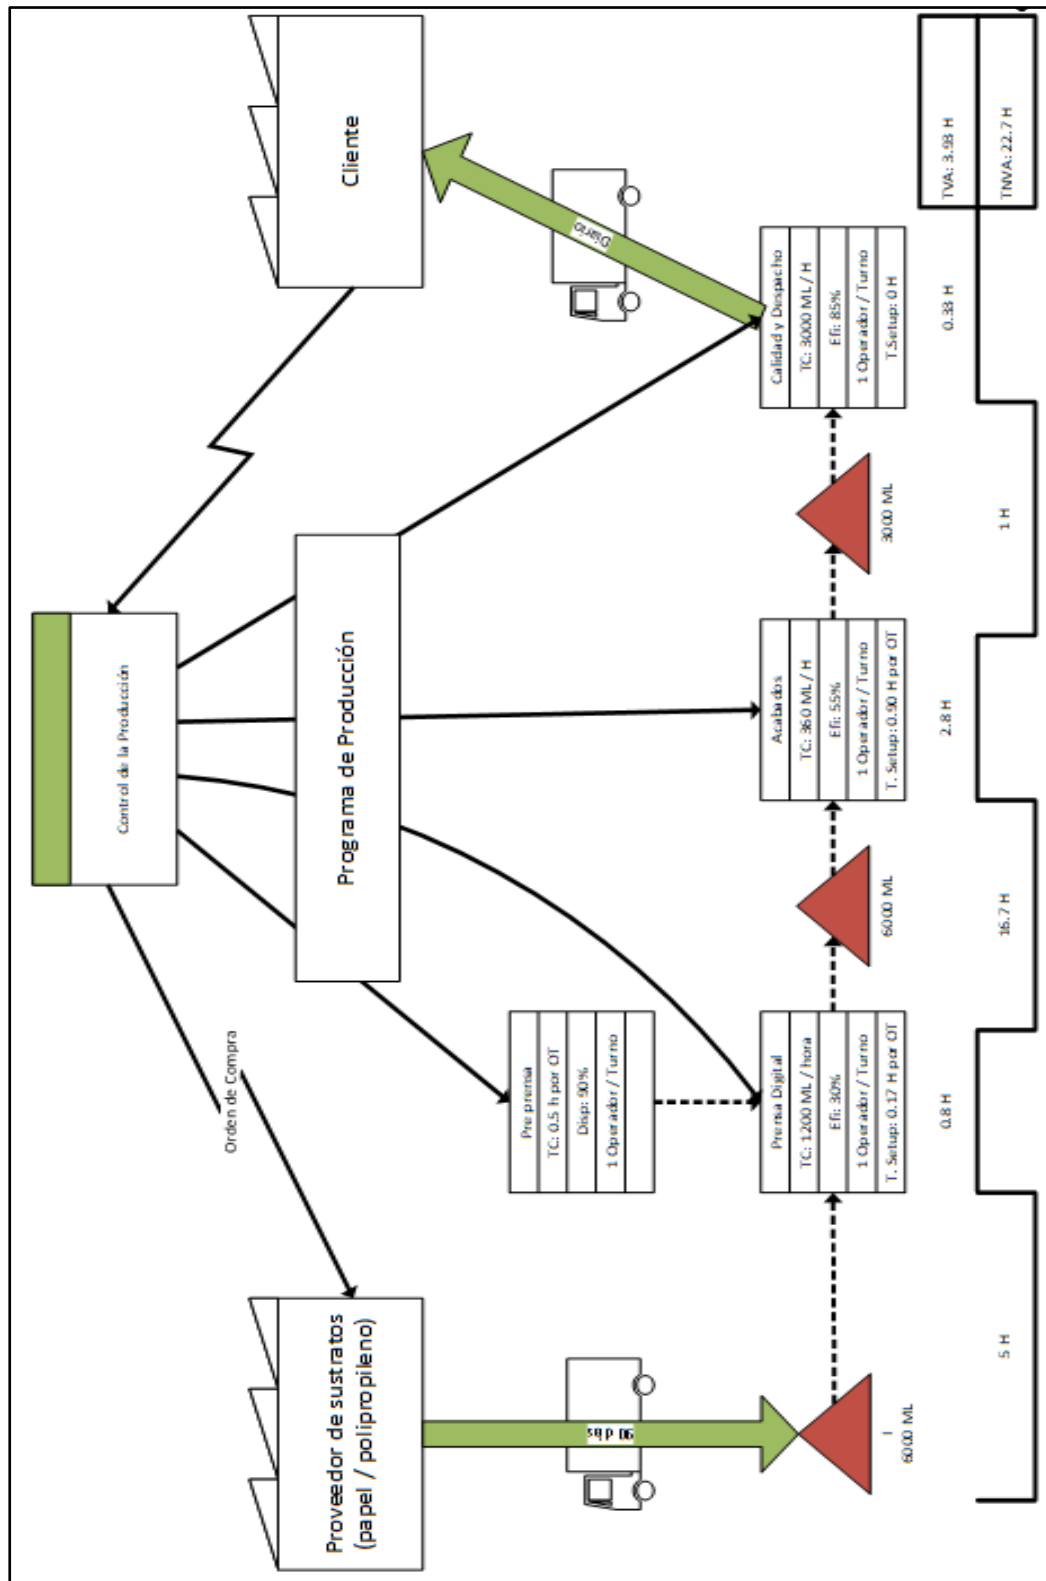 Control de la Producción
Orden de Compra
Proveedor de sustratos
(papel / polipropileno)
Programa de Producción
Cliente
90 días
Diario
Preprensa
TC: 0.5 h por OT
Disp: 90%
1 Operador / Turno
Prensa Digital
TC: 1200 ML / hora
Efi: 30%
1 Operador / Turno
T. Setup: 0.17 H por OT
Acabados
TC: 360 ML / H
Efi: 55%
1 Operador / Turno
T. Setup: 0.90 H por OT
Calidad y Despacho
TC: 3000 ML / H
Efi: 85%
1 Operador / Turno
T.Setup: 0 H
I
6000 ML
6000 ML
3000 ML
5 H
0.8 H
16.7 H
2.8 H
1 H
0.33 H
TVA: 3.93 H
TNVA: 22.7 H